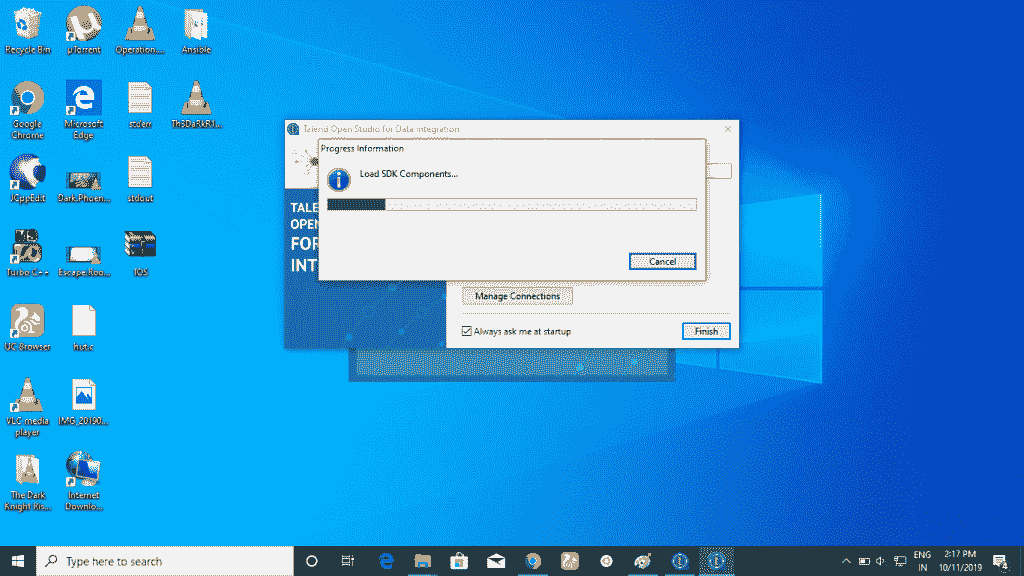 Recycle Bin
µTorrent
Operation....
Ansible
Google
Chrome
Microsoft
Edge
stderr
Th3DaRkR1...
JCppEdit
Dark.Phoen...
stdout
Turbo C++
Escape.Roo...
TOS
UC Browser
VLC media
player
IMG_20190...
The Dark
Knight Ris...
Internet
Downlo...
Talend Open Studio for Data Integration
Progress Information
Load SDK Components...
Cancel
TALE
OPEN
FOR
INT
Manage Connections
Always ask me at startup
Finish
Type here to search
ENG
IN
2:17 PM
10/11/2019
4